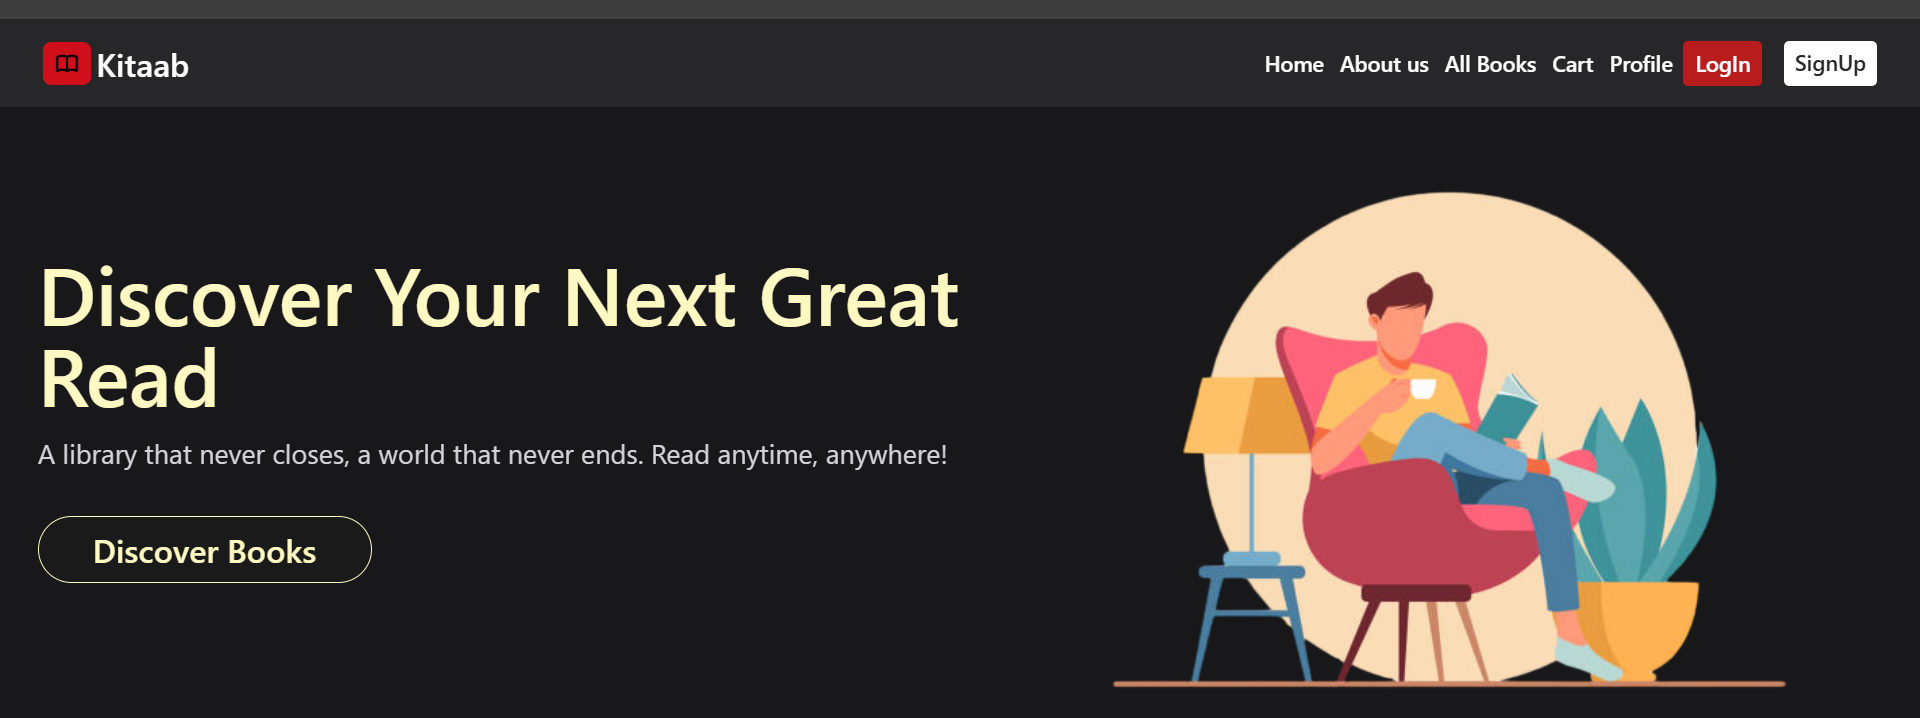 Kitaab
Home About us All Books Cart Profile LogIn SignUp
Discover Your Next Great
Read
A library that never closes, a world that never ends. Read anytime, anywhere!
Discover Books